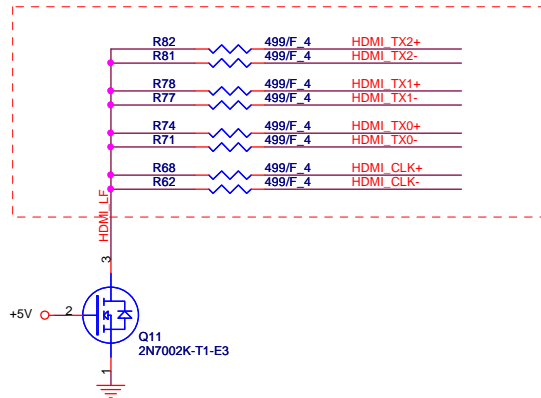 R82 499/F_4 HDMI_TX2+
R81 499/F_4 HDMI_TX2-
R78 499/F_4 HDMI_TX1+
R77 499/F_4 HDMI_TX1-
R74 499/F_4 HDMI_TX0+
R71 499/F_4 HDMI_TX0-
R68 499/F_4 HDMI_CLK+
R62 499/F_4 HDMI_CLK-
HDMI_LF
3
+5V 2
Q11
2N7002K-T1-E3
1